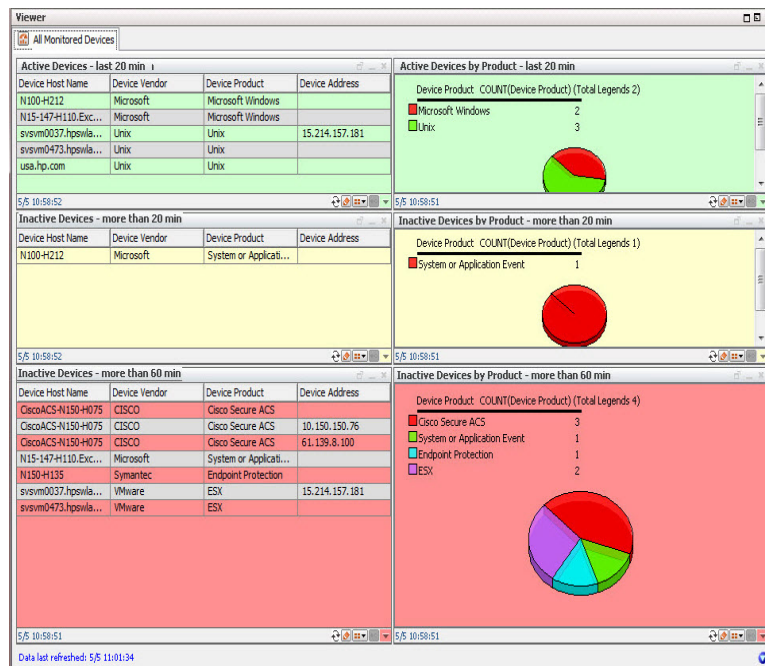 Viewer
All Monitored Devices
Active Devices - last 20 min
Device Host Name Device Vendor Device Product Device Address
N100-H212 Microsoft Microsoft Windows
N15-147-H110.Exc... Microsoft Microsoft Windows
svsvm0037.hpswla... Unix Unix 15.214.157.181
svsvm0473.hpswla... Unix Unix
usa.hp.com Unix Unix
5/5 10:58:52
Active Devices by Product - last 20 min
Device Product COUNT(Device Product) (Total Legends 2)
Microsoft Windows 2
Unix 3
5/5 10:58:51
Inactive Devices - more than 20 min
Device Host Name Device Vendor Device Product Device Address
N100-H212 Microsoft System or Applicati...
5/5 10:58:52
Inactive Devices by Product - more than 20 min
Device Product COUNT(Device Product) (Total Legends 1)
System or Application Event 1
5/5 10:58:51
Inactive Devices - more than 60 min
Device Host Name Device Vendor Device Product Device Address
CiscoACS-N150-H075 CISCO Cisco Secure ACS
CiscoACS-N150-H075 CISCO Cisco Secure ACS 10.150.150.76
CiscoACS-N150-H075 CISCO Cisco Secure ACS 61.139.8.100
N15-147-H110.Exc... Microsoft System or Applicati...
N150-H135 Symantec Endpoint Protection
svsvm0037.hpswla... VMware ESX 15.214.157.181
svsvm0473.hpswla... VMware ESX
5/5 10:58:51
Inactive Devices by Product - more than 60 min
Device Product COUNT(Device Product) (Total Legends 4)
Cisco Secure ACS 3
System or Application Event 1
Endpoint Protection 1
ESX 2
5/5 10:58:51
Data last refreshed: 5/5 11:01:34